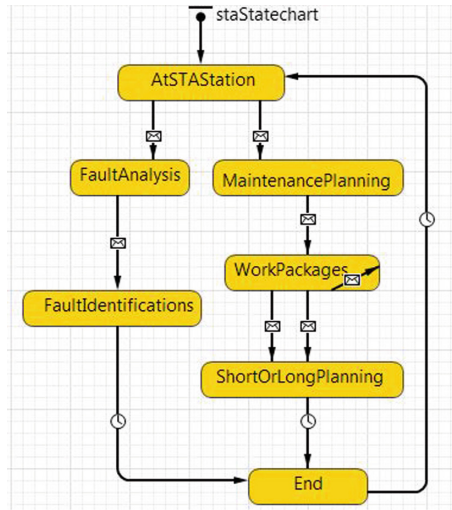 staStatechart
AtSTAStation
FaultAnalysis
MaintenancePlanning
WorkPackages
FaultIdentifications
ShortOrLongPlanning
End